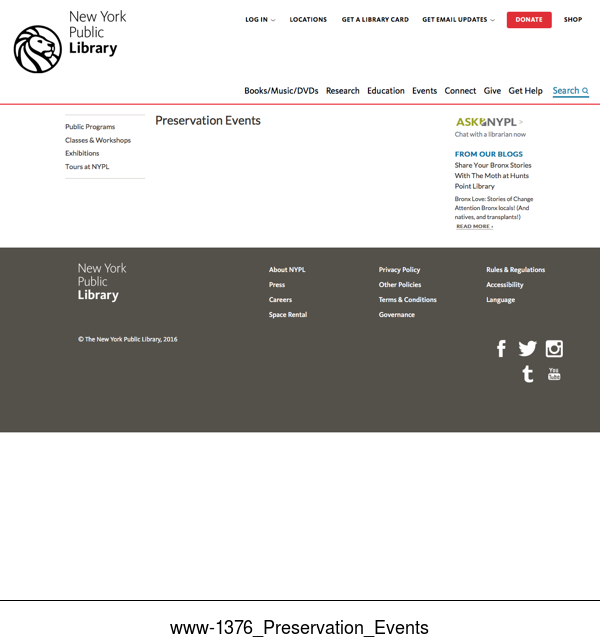 New York
Public
Library
LOG IN
LOCATIONS
GET A LIBRARY CARD
GET EMAIL UPDATES
DONATE
SHOP
Books/Music/DVDs
Research
Education
Events
Connect
Give
Get Help
Search
Public Programs
Classes & Workshops
Exhibitions
Tours at NYPL
Preservation Events
ASK NYPL >
Chat with a librarian now
FROM OUR BLOGS
Share Your Bronx Stories
With The Moth at Hunts
Point Library
Bronx Love: Stories of Change
Attention Bronx locals! (And
natives, and transplants!)
READ MORE ›
New York
Public
Library
About NYPL
Press
Careers
Space Rental
Privacy Policy
Other Policies
Terms & Conditions
Governance
Rules & Regulations
Accessibility
Language
© The New York Public Library, 2016
You
Tube
www-1376_Preservation_Events